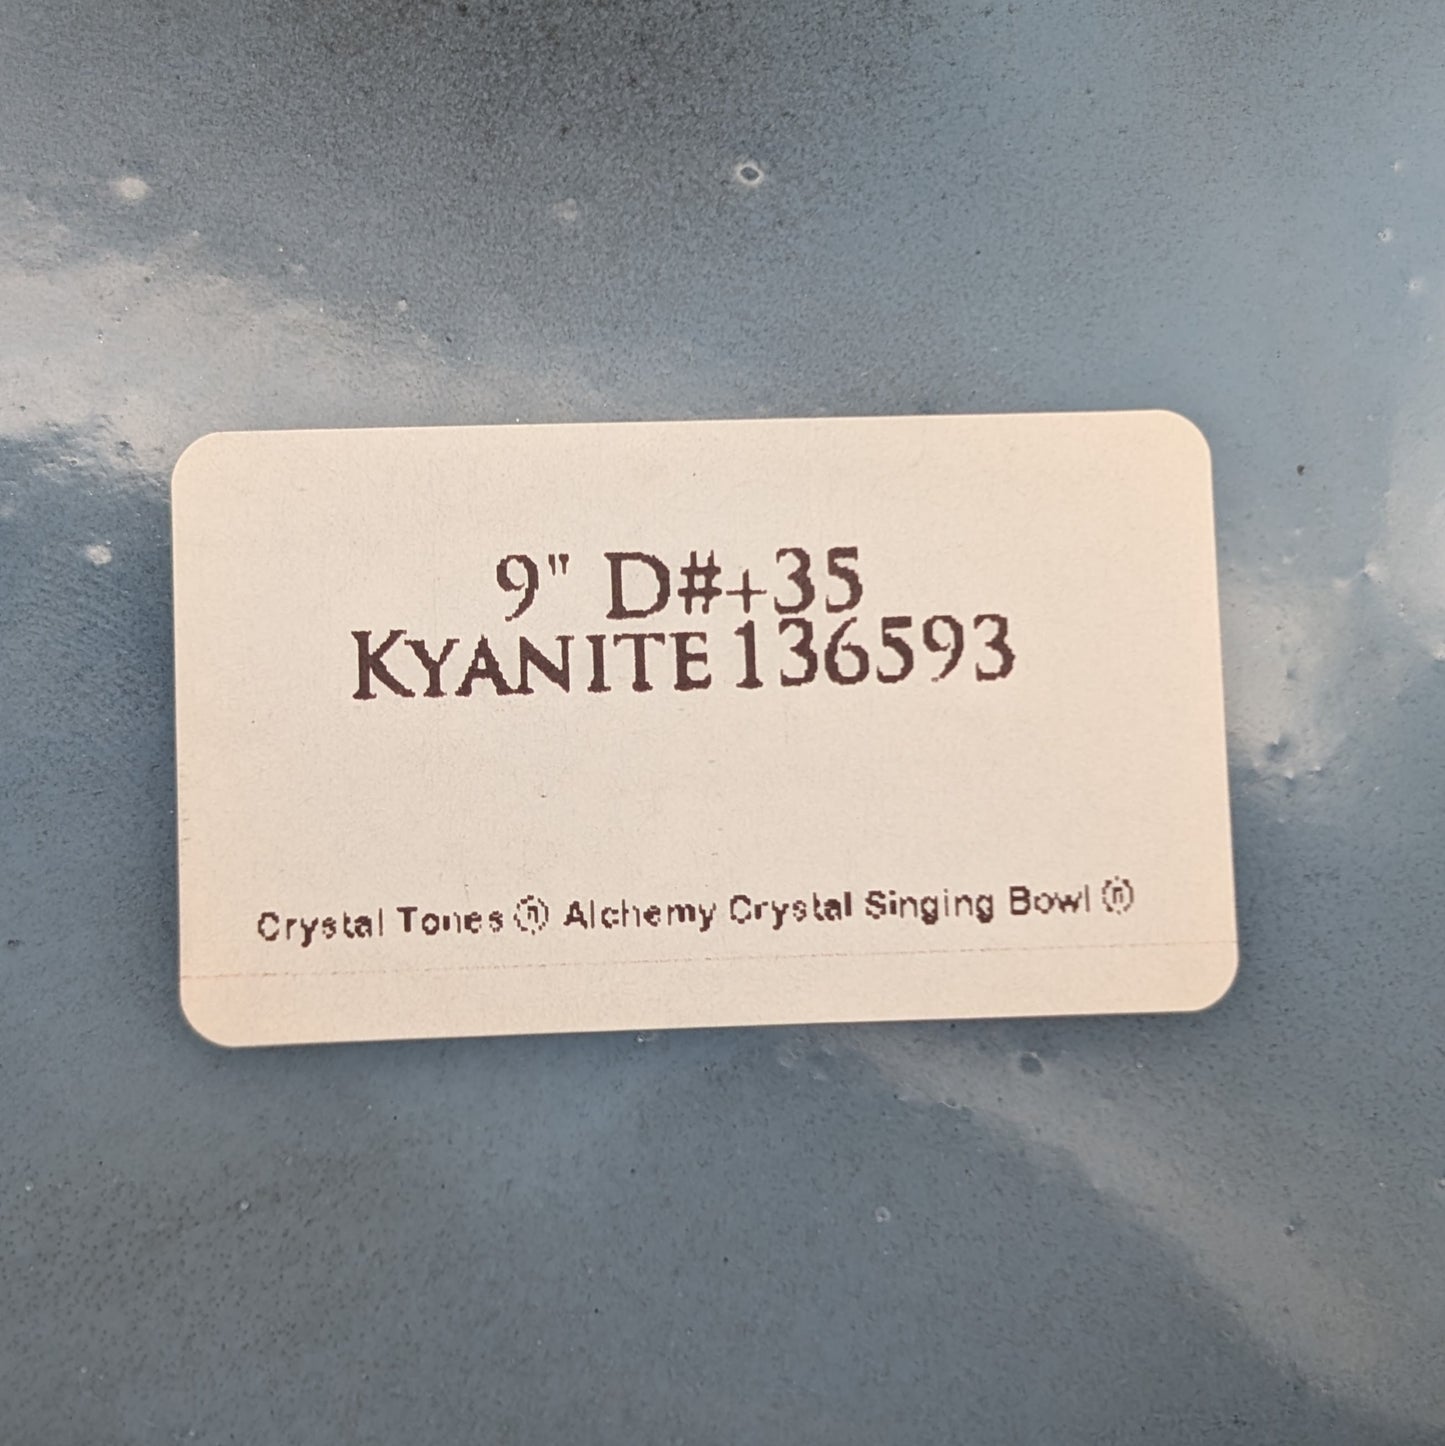 9" D#+35
KYANITE 136593
Crystal Tones ® Alchemy Crystal Singing Bowl ®